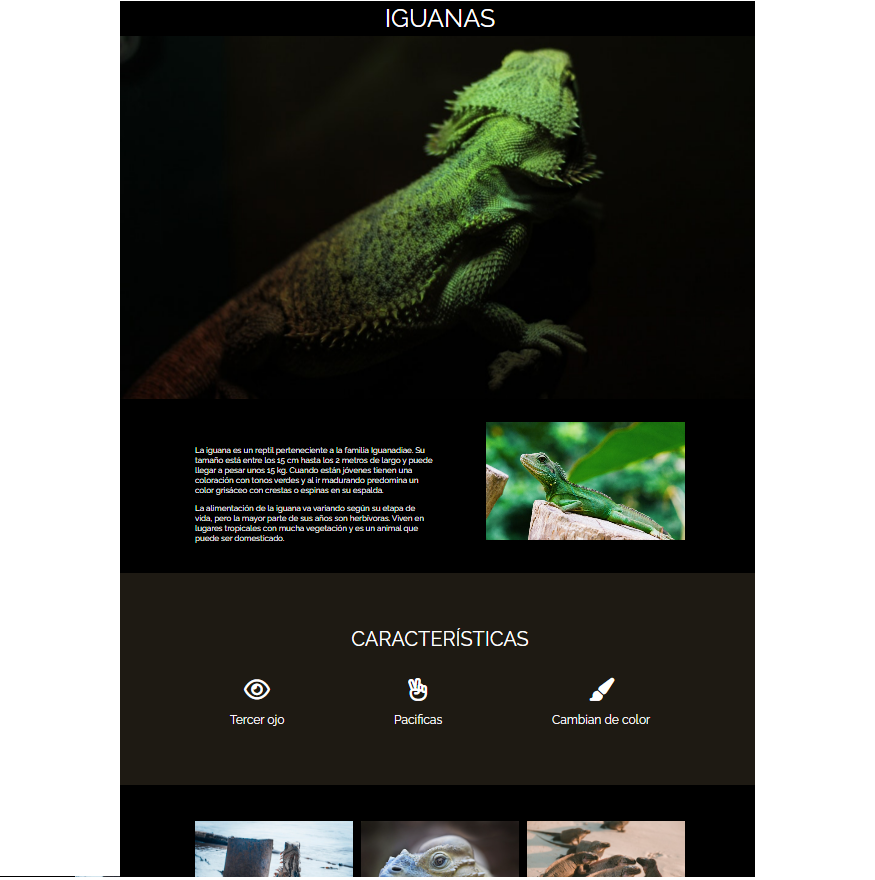 IGUANAS
La iguana es un reptil perteneciente a la familia Iguanadiae. Su
tamaño está entre los 15 cm hasta los 2 metros de largo y puede
llegar a pesar unos 15 kg. Cuando están jóvenes tienen una
coloración con tonos verdes y al ir madurando predomina un
color grisáceo con crestas o espinas en su espalda.
La alimentación de la iguana va variando según su etapa de
vida, pero la mayor parte de sus años son herbívoras. Viven en
lugares tropicales con mucha vegetación y es un animal que
puede ser domesticado.
CARACTERÍSTICAS
Tercer ojo
Pacificas
Cambian de color